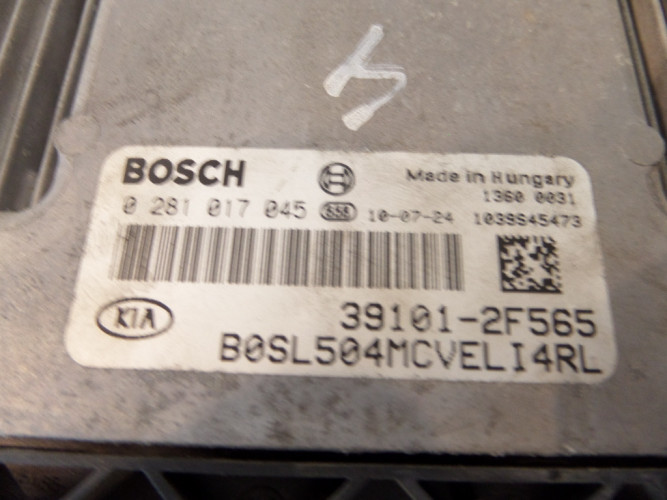 BOSCH Made in Hungary
1360 0031
0 281 017 045 10-07-24 1039S45473
KIA 39101-2F565
B0SL504MCVELI4RL